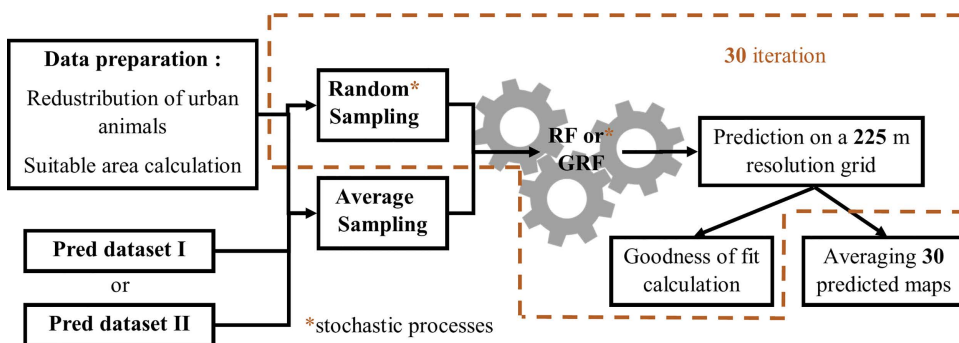 Data preparation :
Redustribution of urban
animals
Suitable area calculation
Pred dataset I
or
Pred dataset II
Random*
Sampling
Average
Sampling
*stochastic processes
30 iteration
RF or*
GRF
Prediction on a 225 m
resolution grid
Goodness of fit
calculation
Averaging 30
predicted maps